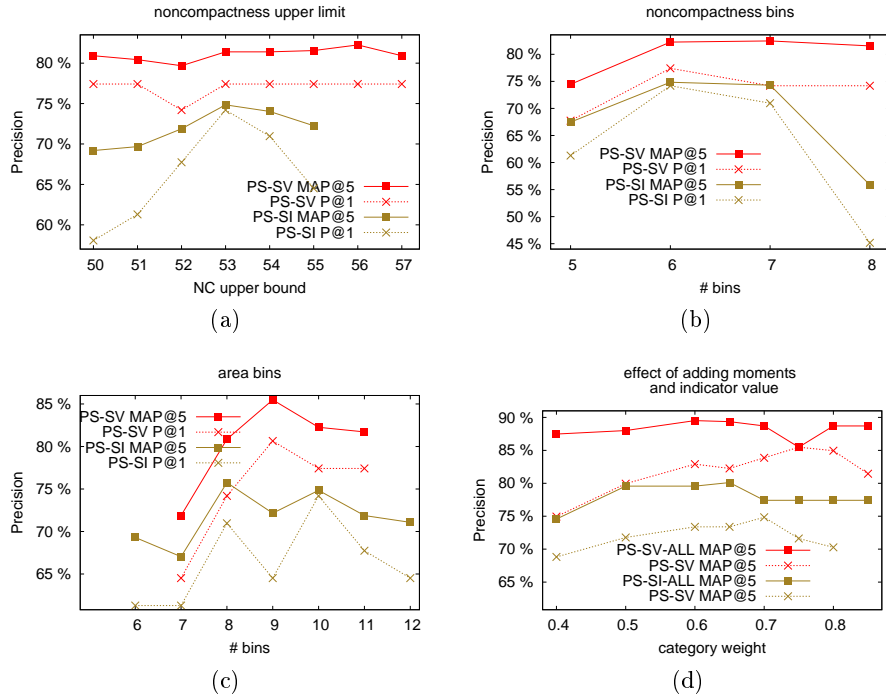 noncompactness upper limit
80 %
75 %
70 %
65 %
60 %
Precision
PS-SV MAP@5
PS-SV P@1
PS-SI MAP@5
PS-SI P@1
50 51 52 53 54 55 56 57
NC upper bound
(a)
noncompactness bins
80 %
75 %
70 %
65 %
60 %
55 %
50 %
45 %
Precision
PS-SV MAP@5
PS-SV P@1
PS-SI MAP@5
PS-SI P@1
5 6 7 8
# bins
(b)
area bins
85 %
80 %
75 %
70 %
65 %
Precision
PS-SV MAP@5
PS-SV P@1
PS-SI MAP@5
PS-SI P@1
6 7 8 9 10 11 12
# bins
(c)
effect of adding moments
and indicator value
90 %
85 %
80 %
75 %
70 %
65 %
Precision
PS-SV-ALL MAP@5
PS-SV MAP@5
PS-SI-ALL MAP@5
PS-SV MAP@5
0.4 0.5 0.6 0.7 0.8
category weight
(d)